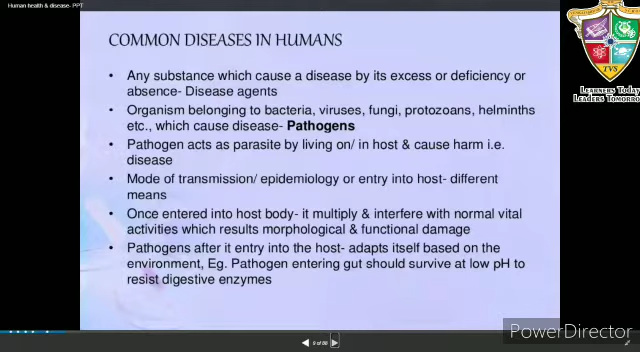 Human health & disease- PPT
COMMON DISEASES IN HUMANS
• Any substance which cause a disease by its excess or deficiency or
absence- Disease agents
• Organism belonging to bacteria, viruses, fungi, protozoans, helminths
etc., which cause disease- Pathogens
• Pathogen acts as parasite by living on/ in host & cause harm i.e.
disease
• Mode of transmission/ epidemiology or entry into host- different
means
• Once entered into host body- it multiply & interfere with normal vital
activities which results morphological & functional damage
• Pathogens after it entry into the host- adapts itself based on the
environment, Eg. Pathogen entering gut should survive at low pH to
resist digestive enzymes
TVS
Learners Today
Leaders Tomorro
9 of 86
PowerDirector